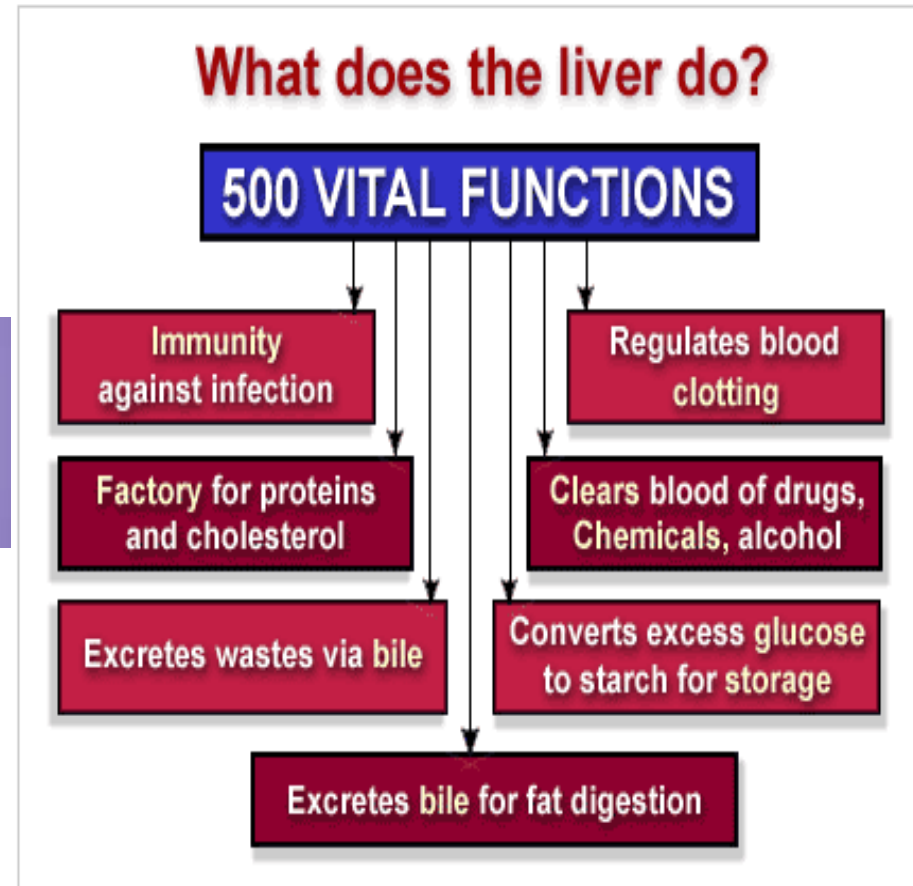 What does the liver do?
500 VITAL FUNCTIONS
Immunity
against infection
Regulates blood
clotting
Factory for proteins
and cholesterol
Clears blood of drugs,
Chemicals, alcohol
Excretes wastes via bile
Converts excess glucose
to starch for storage
Excretes bile for fat digestion